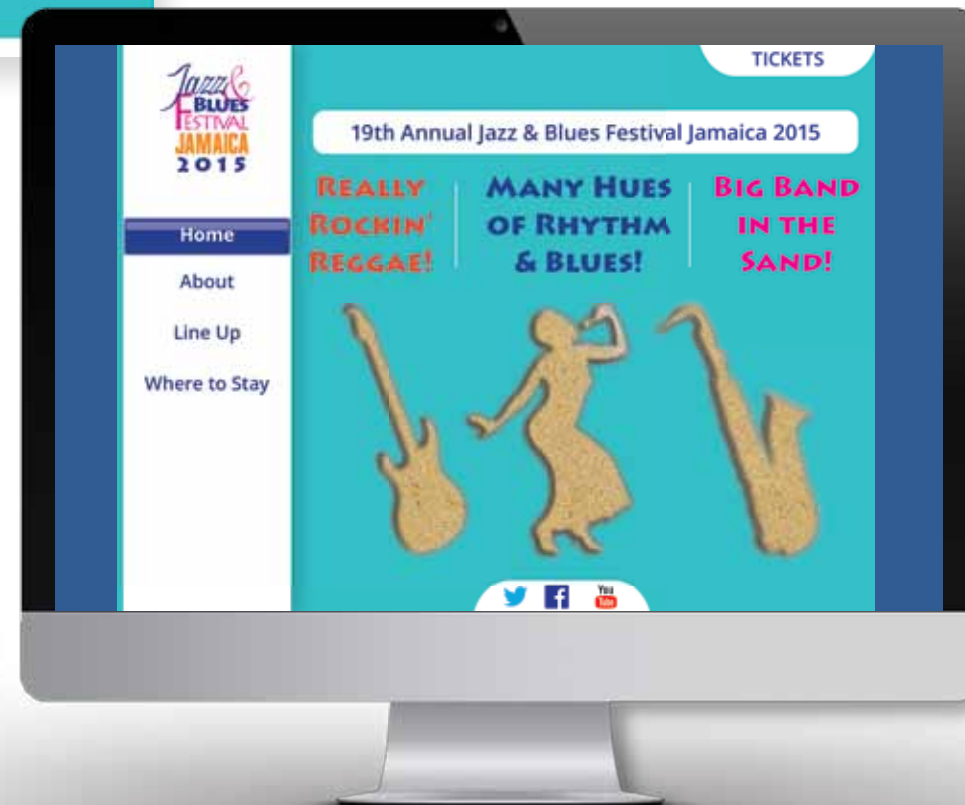 TICKETS
Jazz &
BLUES
FESTIVAL
JAMAICA
2015
19th Annual Jazz & Blues Festival Jamaica 2015
Home
About
Line Up
Where to Stay
REALLY
ROCKIN'
REGGAE!
MANY HUES
OF RHYTHM
& BLUES!
BIG BAND
IN THE
SAND!
You
Tube